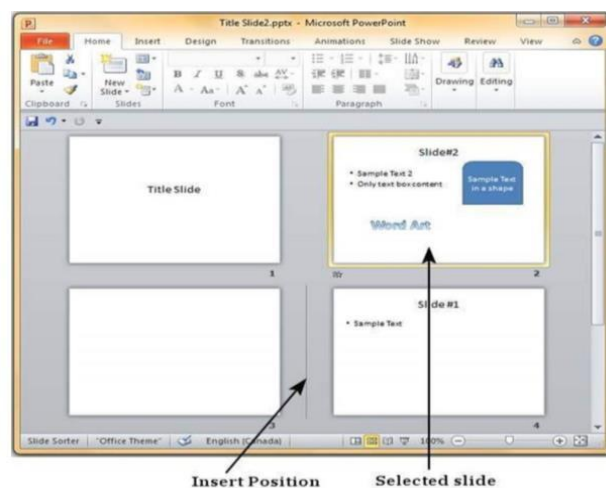 Title Slide2.pptx - Microsoft PowerPoint
File Home Insert Design Transitions Animations Slide Show Review View
Paste
New
Slide
B I U S abc AV
A Aa A A
Drawing Editing
Clipboard Slides Font Paragraph
Title Slide
1
Slide#2
• Sample Text 2
• Only text box content
Sample Text
in a shape
Word Art
2
3
Slide #1
• Sample Text
4
Slide Sorter "Office Theme" English (Canada) 100%
Insert Position Selected slide